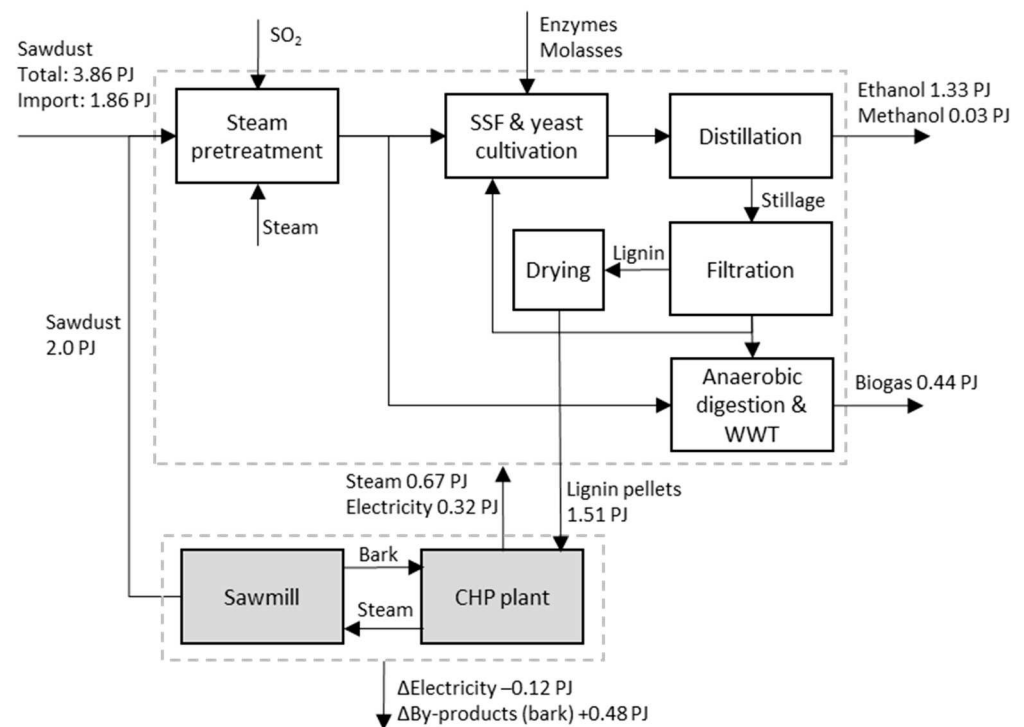 Sawdust
Total: 3.86 PJ
Import: 1.86 PJ
SO₂
Enzymes
Molasses
Steam
pretreatment
SSF & yeast
cultivation
Distillation
Ethanol 1.33 PJ
Methanol 0.03 PJ
Steam
Stillage
Drying
Lignin
Filtration
Sawdust
2.0 PJ
Anaerobic
digestion &
WWT
Biogas 0.44 PJ
Steam 0.67 PJ
Electricity 0.32 PJ
Lignin pellets
1.51 PJ
Sawmill
Bark
Steam
CHP plant
ΔElectricity –0.12 PJ
ΔBy-products (bark) +0.48 PJ